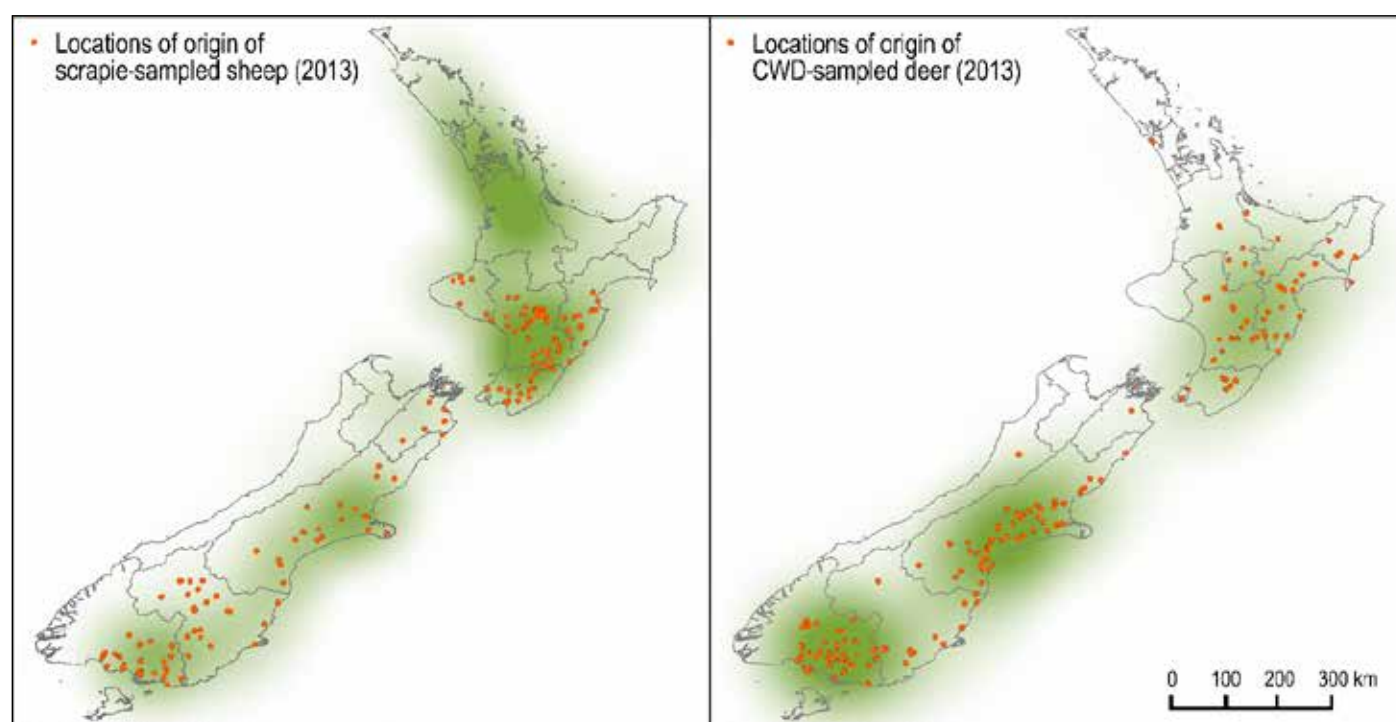 Locations of origin of
scrapie-sampled sheep (2013)
Locations of origin of
CWD-sampled deer (2013)
0 100 200 300 km